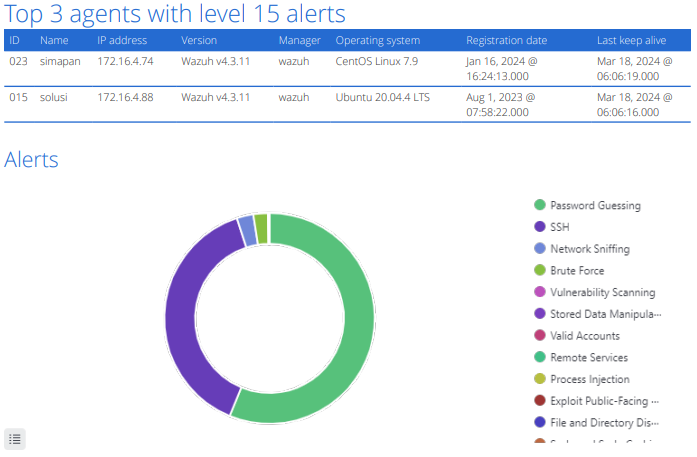 Top 3 agents with level 15 alerts
ID Name IP address Version Manager Operating system Registration date Last keep alive
023 simapan 172.16.4.74 Wazuh v4.3.11 wazuh CentOS Linux 7.9 Jan 16, 2024 @ Mar 18, 2024 @
16:24:13.000 06:06:19.000
015 solusi 172.16.4.88 Wazuh v4.3.11 wazuh Ubuntu 20.04.4 LTS Aug 1, 2023 @ Mar 18, 2024 @
07:58:22.000 06:06:16.000
Alerts
Password Guessing
SSH
Network Sniffing
Brute Force
Vulnerability Scanning
Stored Data Manipula...
Valid Accounts
Remote Services
Process Injection
Exploit Public-Facing ...
File and Directory Dis...